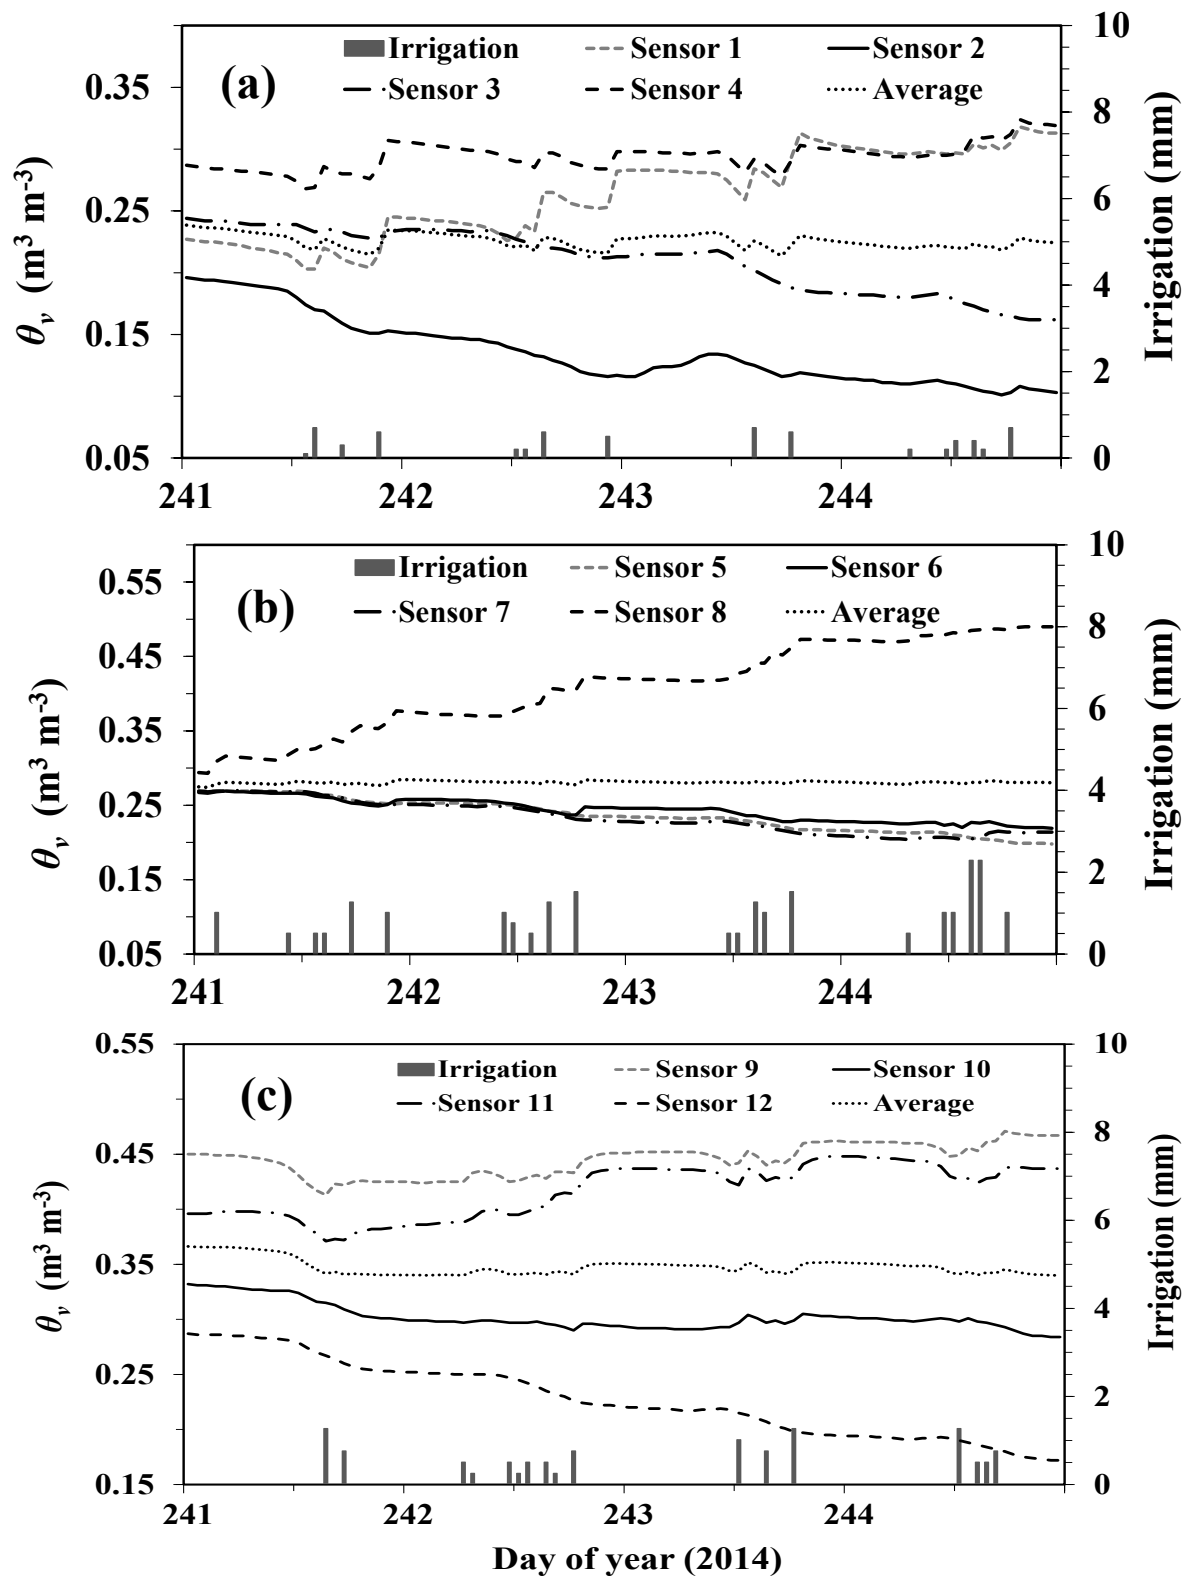 10
Irrigation Sensor 1 Sensor 2
(a)
Sensor 3 Sensor 4 Average
0.35
8
0.25
6
0.15
4
2
0.05
0
241 242 243 244
θv (m3 m-3)
Irrigation (mm)
10
Irrigation Sensor 5 Sensor 6
0.55
(b)
Sensor 7 Sensor 8 Average
8
0.45
6
0.35
0.25
4
0.15
2
0.05
0
241 242 243 244
θv (m3 m-3)
Irrigation (mm)
0.55
10
Irrigation Sensor 9 Sensor 10
(c)
Sensor 11 Sensor 12 Average
0.45
8
6
0.35
4
0.25
2
0.15
0
241 242 243 244
θv (m3 m-3)
Irrigation (mm)
Day of year (2014)